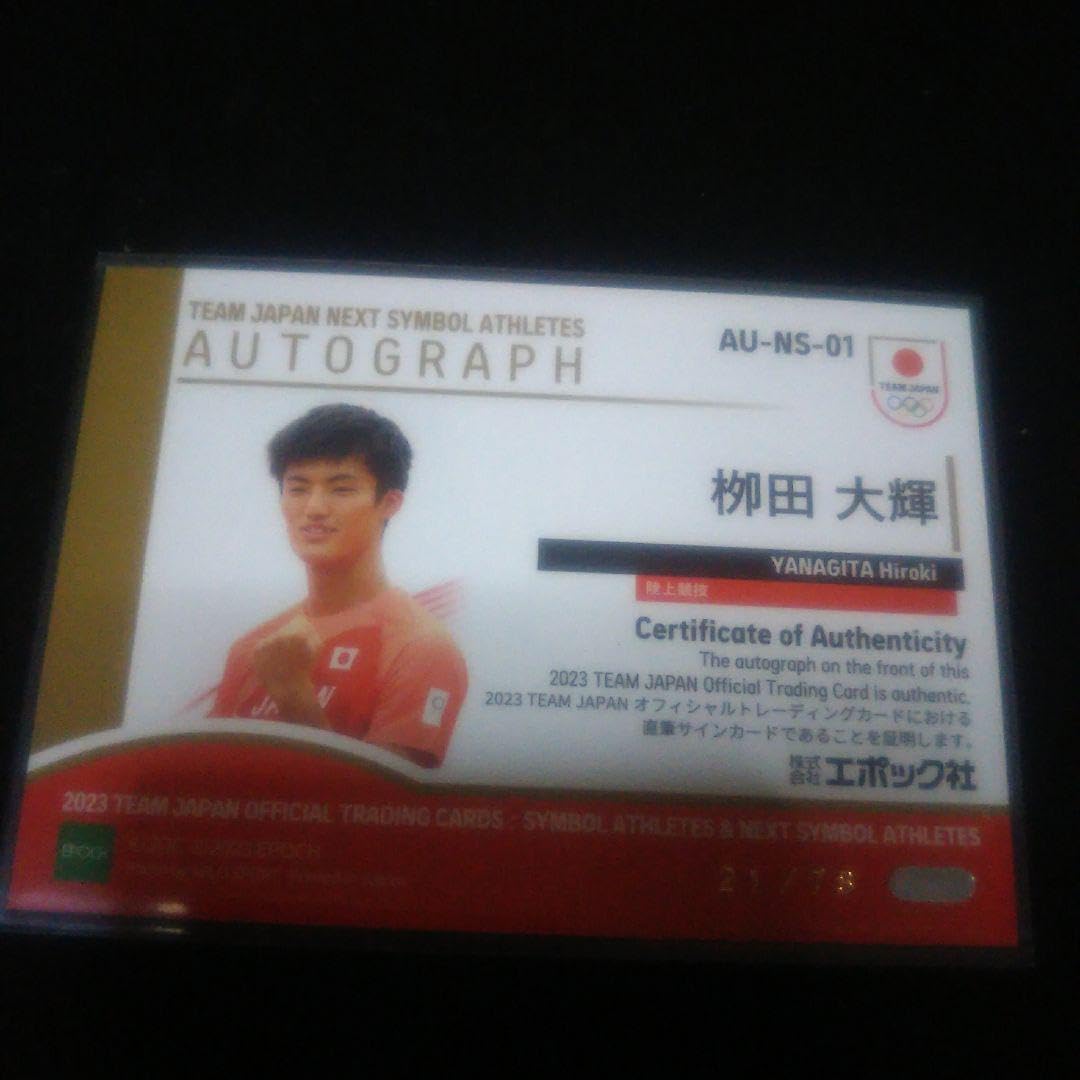 TEAM JAPAN NEXT SYMBOL ATHLETES
AUTOGRAPH
AU-NS-01
TEAM JAPAN
栁田 大輝
YANAGITA Hiroki
陸上競技
Certificate of Authenticity
The autograph on the front of this
2023 TEAM JAPAN Official Trading Card is authentic.
2023 TEAM JAPAN オフィシャルトレーディングカードにおける
直筆サインカードであることを証明します。
株式会社 エポック社
2023 TEAM JAPAN OFFICIAL TRADING CARDS : SYMBOL ATHLETES & NEXT SYMBOL ATHLETES
EPOCH
21/78